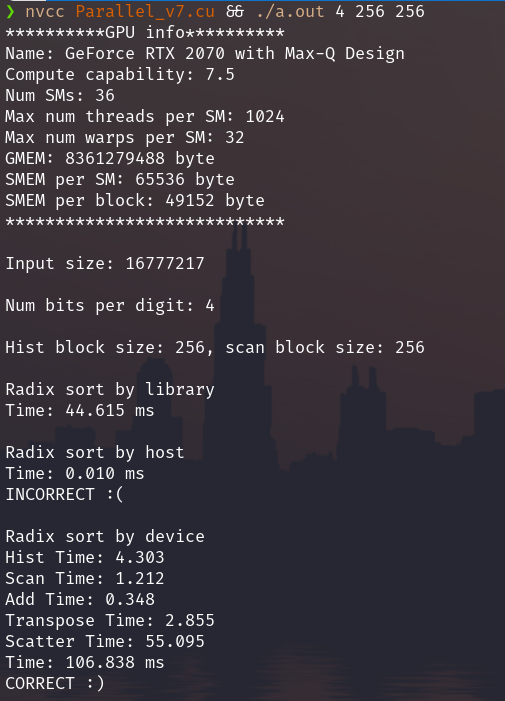 ❯ nvcc Parallel_v7.cu && ./a.out 4 256 256
**********GPU info**********
Name: GeForce RTX 2070 with Max-Q Design
Compute capability: 7.5
Num SMs: 36
Max num threads per SM: 1024
Max num warps per SM: 32
GMEM: 8361279488 byte
SMEM per SM: 65536 byte
SMEM per block: 49152 byte
****************************
Input size: 16777217
Num bits per digit: 4
Hist block size: 256, scan block size: 256
Radix sort by library
Time: 44.615 ms
Radix sort by host
Time: 0.010 ms
INCORRECT :(
Radix sort by device
Hist Time: 4.303
Scan Time: 1.212
Add Time: 0.348
Transpose Time: 2.855
Scatter Time: 55.095
Time: 106.838 ms
CORRECT :)